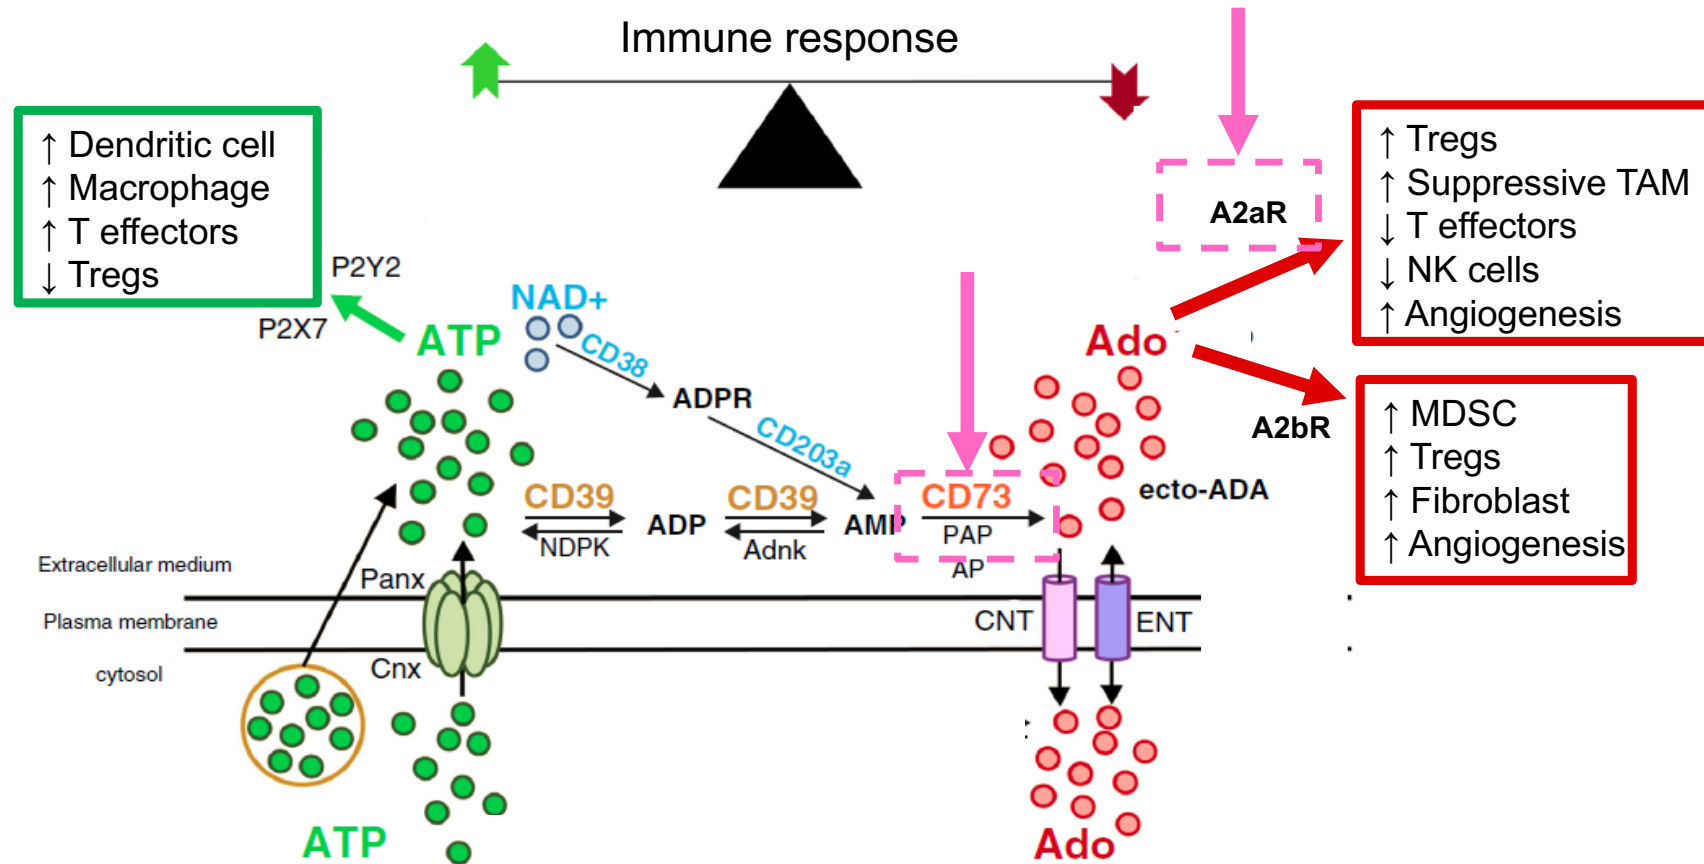 Immune response
↑ Dendritic cell
↑ Macrophage
↑ T effectors
↓ Tregs
P2Y2
P2X7
ATP
NAD+
CD38
ADPR
CD203a
CD39
NDPK
ADP
CD39
Adnk
AMP
CD73
PAP
AP
Ado
A2aR
↑ Tregs
↑ Suppressive TAM
↓ T effectors
↓ NK cells
↑ Angiogenesis
A2bR
↑ MDSC
↑ Tregs
↑ Fibroblast
↑ Angiogenesis
ecto-ADA
Extracellular medium
Plasma membrane
cytosol
Panx
Cnx
CNT
ENT
ATP
Ado